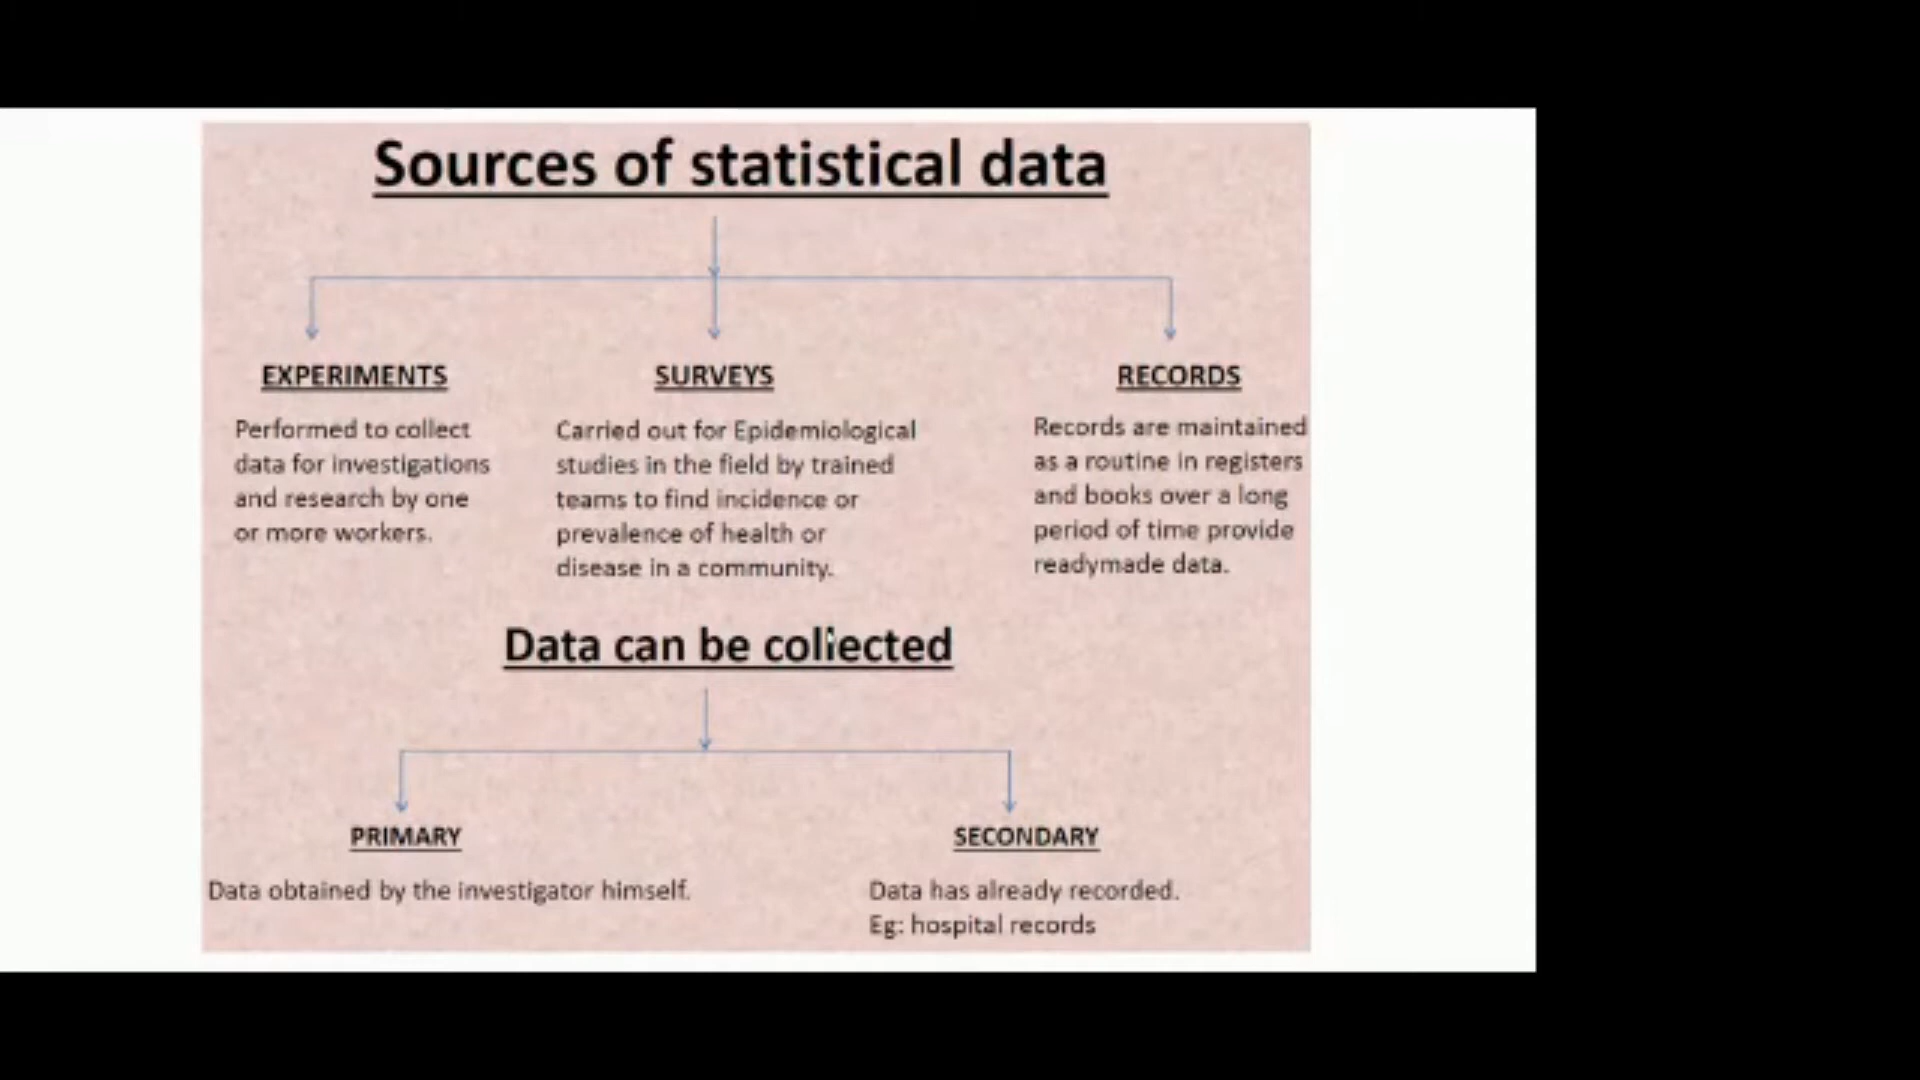 Sources of statistical data
EXPERIMENTS
Performed to collect
data for investigations
and research by one
or more workers.
SURVEYS
Carried out for Epidemiological
studies in the field by trained
teams to find incidence or
prevalence of health or
disease in a community.
RECORDS
Records are maintained
as a routine in registers
and books over a long
period of time provide
readymade data.
Data can be collected
PRIMARY
Data obtained by the investigator himself.
SECONDARY
Data has already recorded.
Eg: hospital records